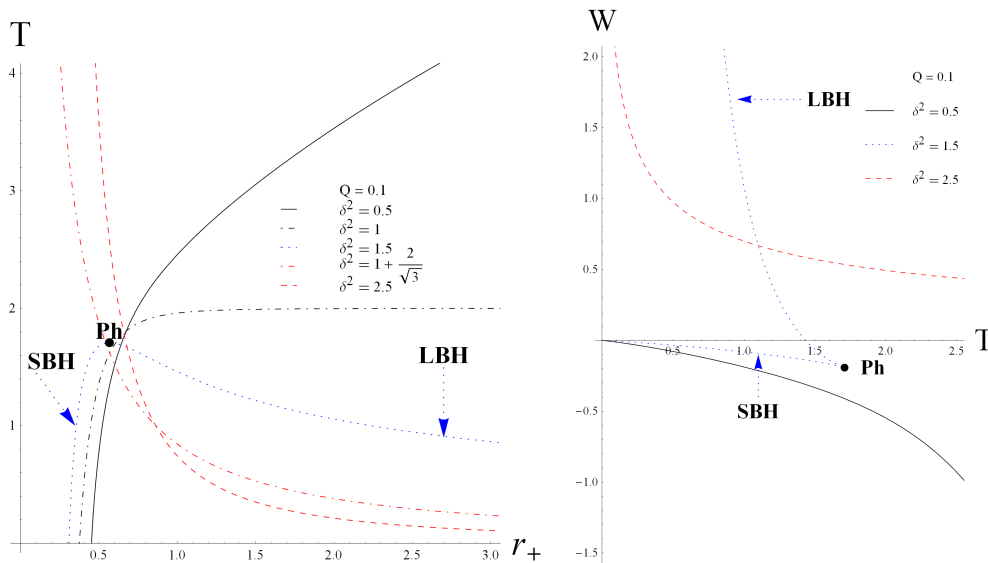 T
4
3
2
1
Q = 0.1
δ² = 0.5
δ² = 1
δ² = 1.5
δ² = 1 + 2/√3
δ² = 2.5
Ph
SBH
LBH
0.5 1.0 1.5 2.0 2.5 3.0
r₊
W
2.0
1.5
1.0
0.5
-0.5
-1.0
-1.5
Q = 0.1
δ² = 0.5
δ² = 1.5
δ² = 2.5
LBH
0.5 1.0 1.5 2.0 2.5
T
Ph
SBH